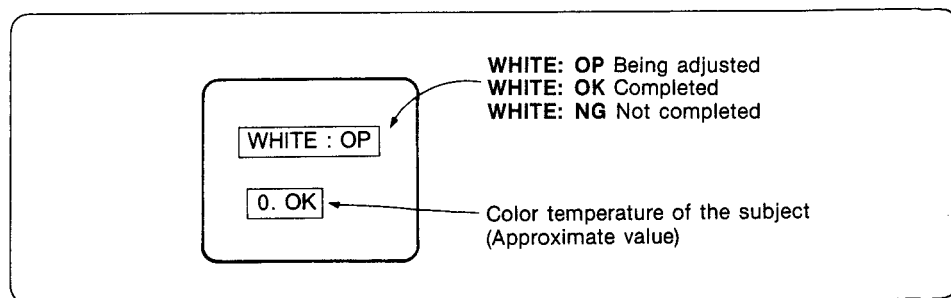 WHITE: OP Being adjusted
WHITE: OK Completed
WHITE: NG Not completed
WHITE : OP
0. OK
Color temperature of the subject
(Approximate value)